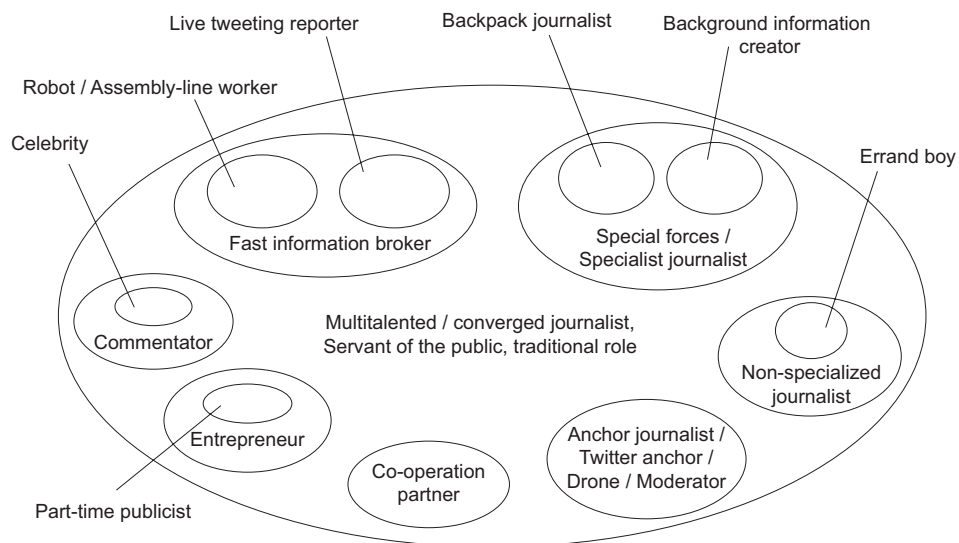 Live tweeting reporter
Backpack journalist
Background information
creator
Robot / Assembly-line worker
Celebrity
Errand boy
Fast information broker
Special forces /
Specialist journalist
Commentator
Multitalented / converged journalist,
Servant of the public, traditional role
Non-specialized
journalist
Entrepreneur
Anchor journalist /
Twitter anchor /
Drone / Moderator
Co-operation
partner
Part-time publicist